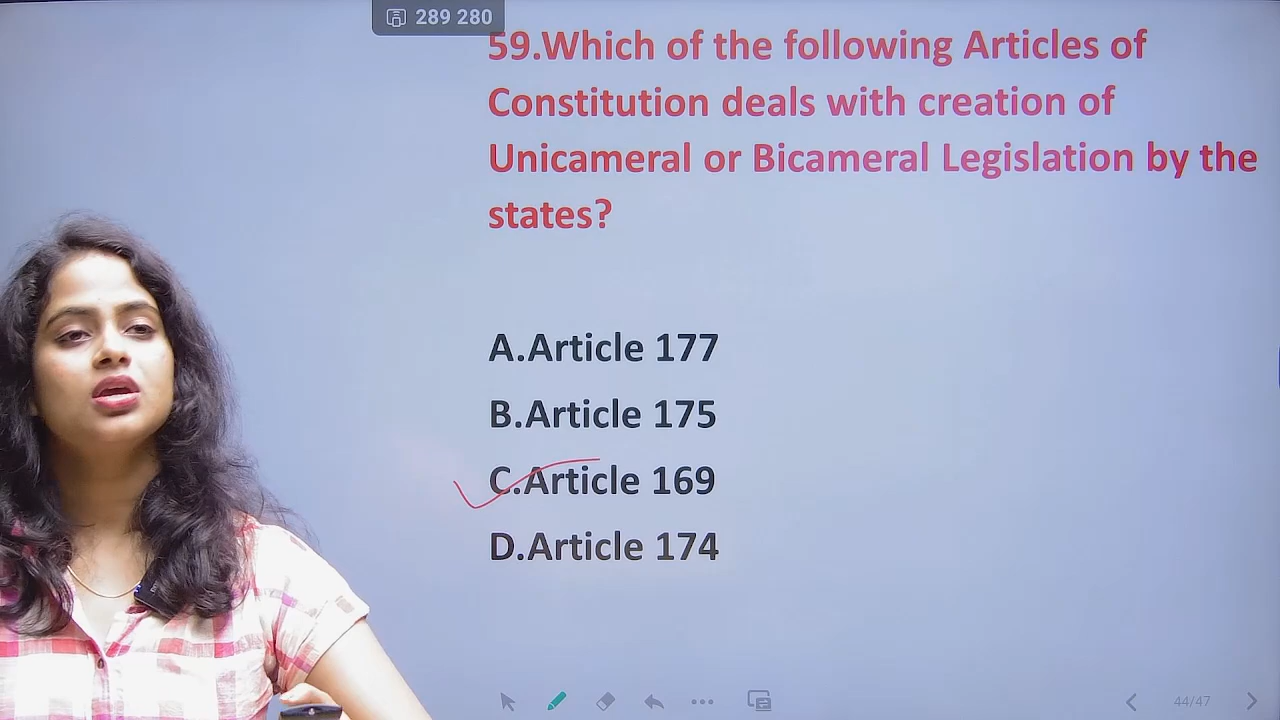 289 280
59.Which of the following Articles of
Constitution deals with creation of
Unicameral or Bicameral Legislation by the
states?
A.Article 177
B.Article 175
C.Article 169
D.Article 174
44/47